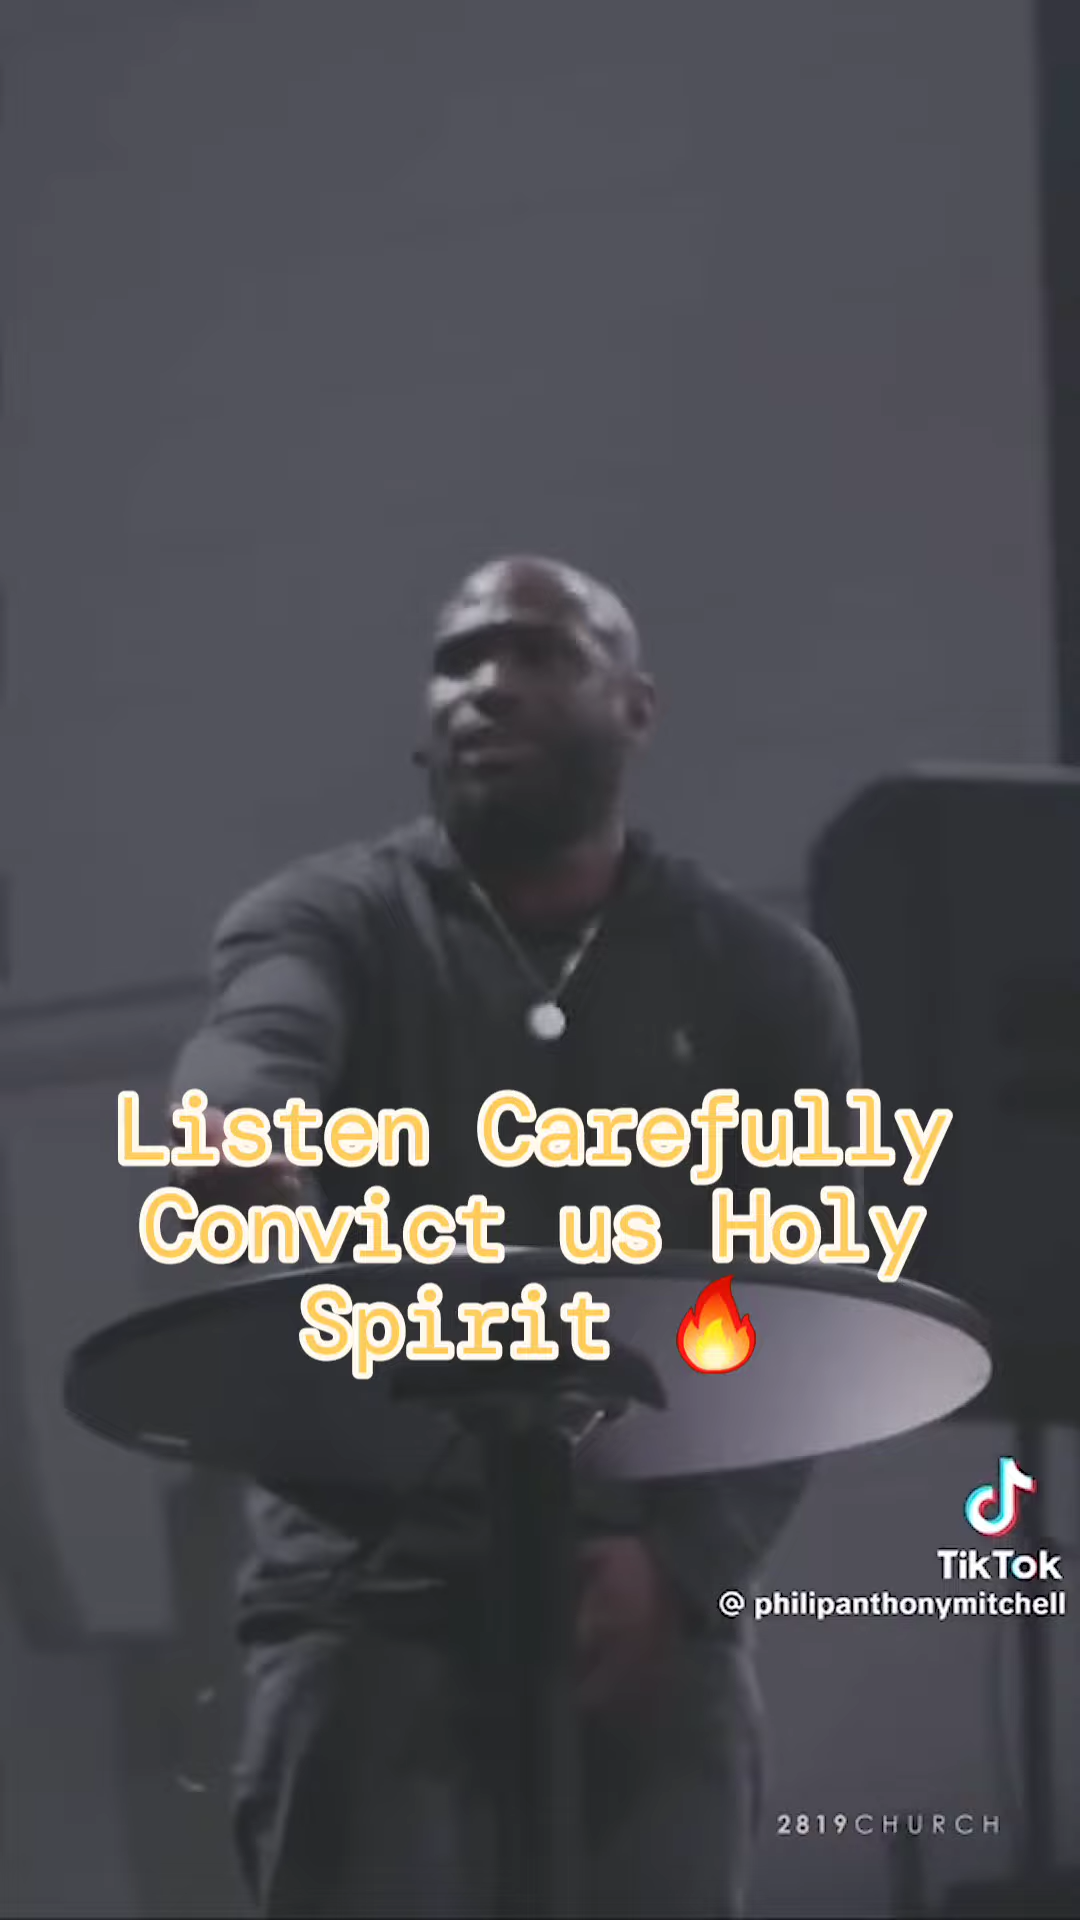 Listen Carefully
Convict us Holy
Spirit 🔥
TikTok
@ philipanthonymitchell
2819CHURCH